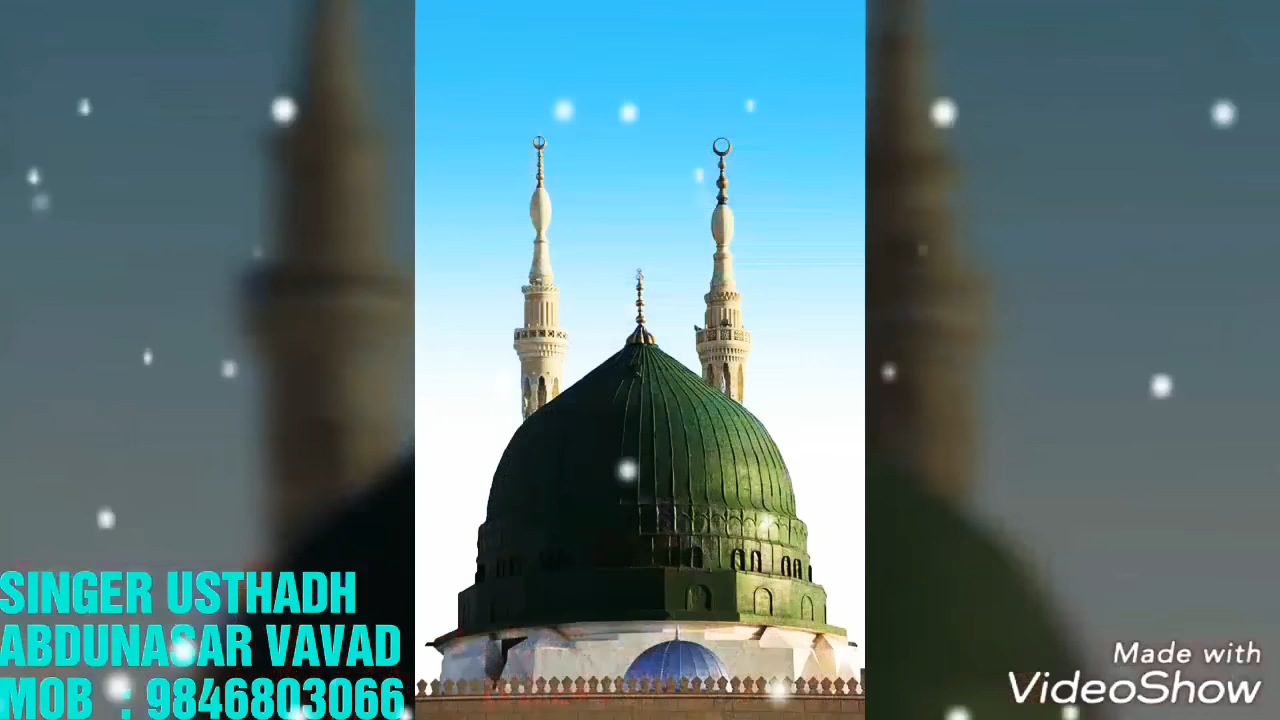 SINGER USTHADH
ABDUNASAR VAVAD
MOB : 9846803066
Made with
VideoShow